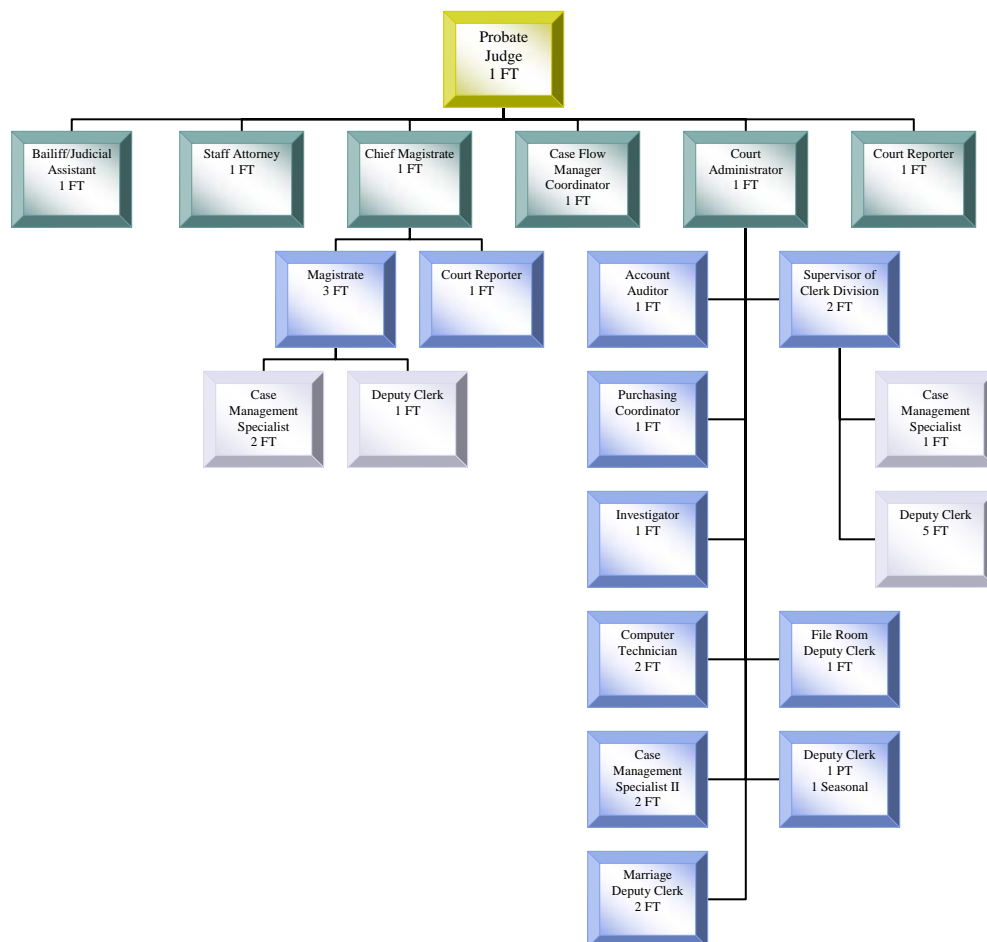 Probate
Judge
1 FT
Bailiff/Judicial
Assistant
1 FT
Staff Attorney
1 FT
Chief Magistrate
1 FT
Case Flow
Manager
Coordinator
1 FT
Court
Administrator
1 FT
Court Reporter
1 FT
Magistrate
3 FT
Court Reporter
1 FT
Account
Auditor
1 FT
Supervisor of
Clerk Division
2 FT
Case
Management
Specialist
2 FT
Deputy Clerk
1 FT
Purchasing
Coordinator
1 FT
Case
Management
Specialist
1 FT
Investigator
1 FT
Deputy Clerk
5 FT
Computer
Technician
2 FT
File Room
Deputy Clerk
1 FT
Case
Management
Specialist II
2 FT
Deputy Clerk
1 PT
1 Seasonal
Marriage
Deputy Clerk
2 FT